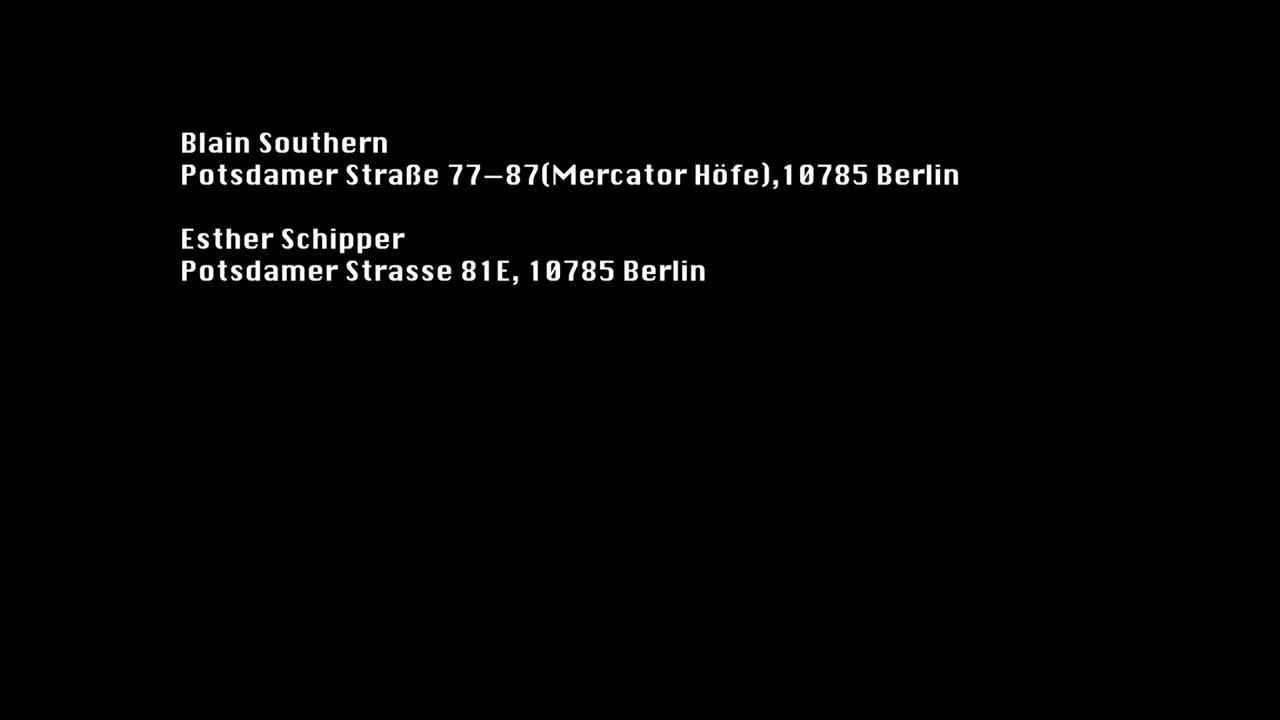 Blain Southern
Potsdamer Straße 77–87(Mercator Höfe),10785 Berlin
Esther Schipper
Potsdamer Strasse 81E, 10785 Berlin